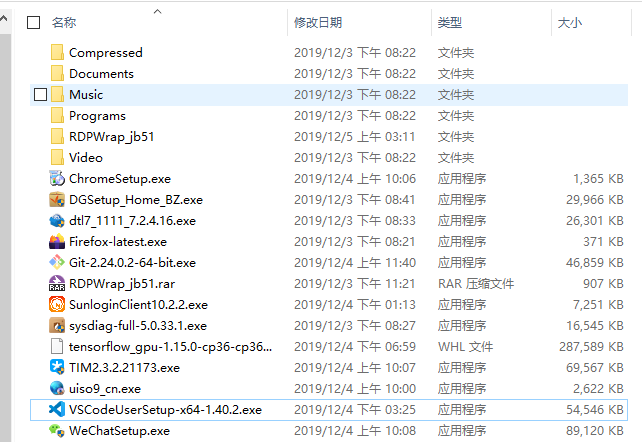 名称 修改日期 类型 大小
Compressed 2019/12/3 下午 08:22 文件夹
Documents 2019/12/3 下午 08:22 文件夹
Music 2019/12/3 下午 08:22 文件夹
Programs 2019/12/3 下午 08:22 文件夹
RDPWrap_jb51 2019/12/5 上午 03:11 文件夹
Video 2019/12/3 下午 08:22 文件夹
ChromeSetup.exe 2019/12/4 上午 10:06 应用程序 1,365 KB
DGSetup_Home_BZ.exe 2019/12/3 下午 08:41 应用程序 29,966 KB
dtl7_1111_7.2.4.16.exe 2019/12/3 下午 08:33 应用程序 26,301 KB
Firefox-latest.exe 2019/12/3 下午 08:21 应用程序 371 KB
Git-2.24.0.2-64-bit.exe 2019/12/4 上午 11:40 应用程序 46,859 KB
RDPWrap_jb51.rar 2019/12/3 下午 11:21 RAR 压缩文件 907 KB
SunloginClient10.2.2.exe 2019/12/4 下午 01:13 应用程序 7,251 KB
sysdiag-full-5.0.33.1.exe 2019/12/3 下午 08:27 应用程序 16,545 KB
tensorflow_gpu-1.15.0-cp36-cp36... 2019/12/4 下午 06:59 WHL 文件 287,589 KB
TIM2.3.2.21173.exe 2019/12/4 上午 10:07 应用程序 69,567 KB
uiso9_cn.exe 2019/12/4 上午 10:00 应用程序 2,622 KB
VSCodeUserSetup-x64-1.40.2.exe 2019/12/4 下午 03:25 应用程序 54,546 KB
WeChatSetup.exe 2019/12/4 上午 10:08 应用程序 89,120 KB